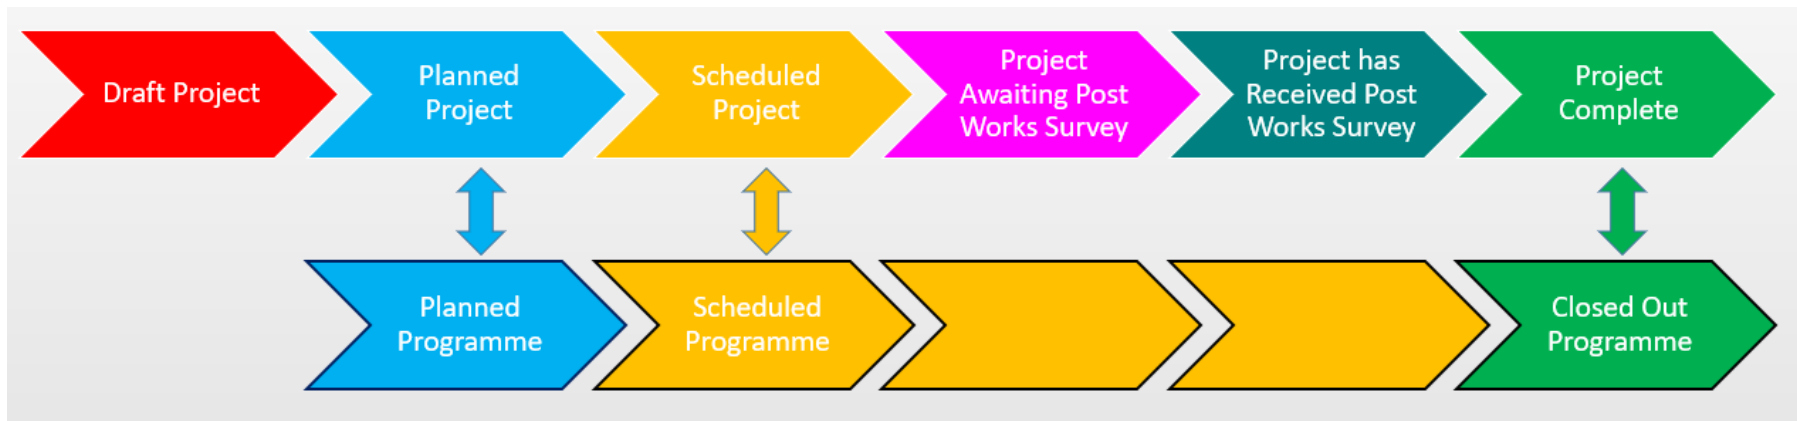 Draft Project
Planned
Project
Scheduled
Project
Project
Awaiting Post
Works Survey
Project has
Received Post
Works Survey
Project
Complete
Planned
Programme
Scheduled
Programme
Closed Out
Programme